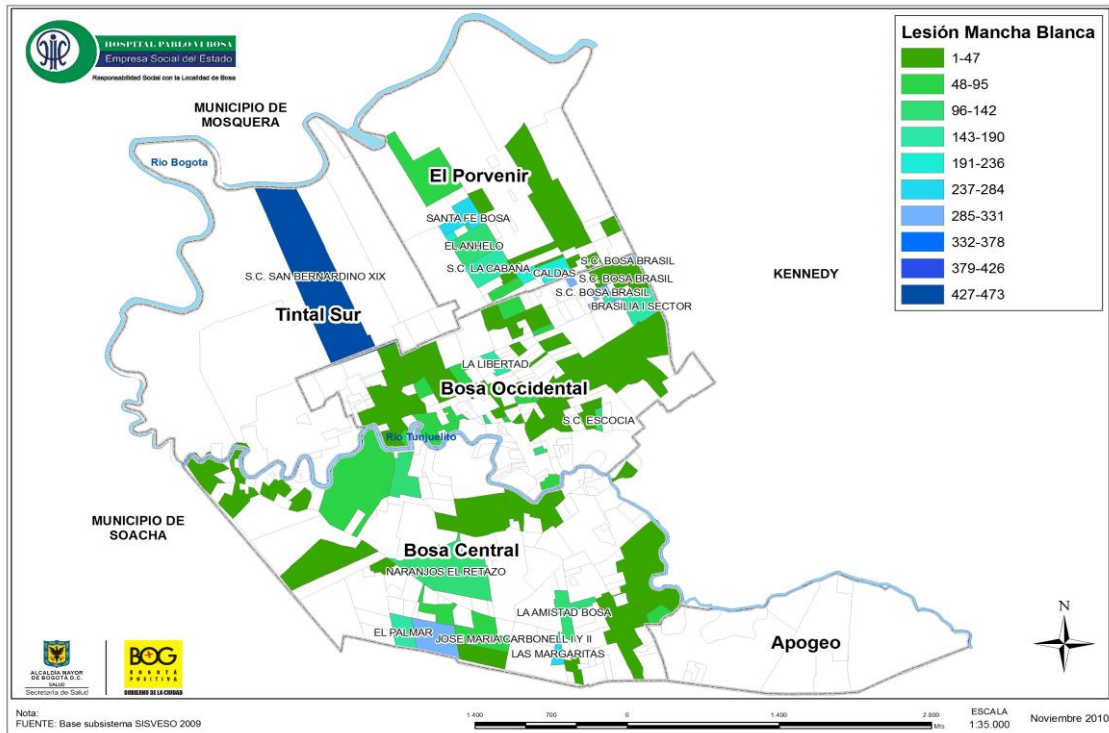 HOSPITAL PABLO VI BOSA
Empresa Social del Estado
Responsabilidad Social con la Localidad de Bosa
Lesión Mancha Blanca
1-47
48-95
96-142
143-190
191-236
237-284
285-331
332-378
379-426
427-473
MUNICIPIO DE
MOSQUERA
Rio Bogota
El Porvenir
SANTA FE BOSA
EL ANHELO
S.C. LA CABAÑA
CALDAS
S.C. BOSA BRASIL
S.C. BOSA BRASIL
S.C. BOSA BRASIL
BRASILIA I SECTOR
KENNEDY
S.C. SAN BERNARDINO XIX
Tintal Sur
LA LIBERTAD
Bosa Occidental
S.C. ESCOCIA
Rio Tunjuelito
MUNICIPIO DE
SOACHA
Bosa Central
NARANJOS EL RETAZO
LA AMISTAD BOSA
EL PALMAR
JOSE MARIA CARBONELL I Y II
LAS MARGARITAS
Apogeo
N
ALCALDÍA MAYOR
DE BOGOTÁ D.C.
SALUD
Secretaría de Salud
BOG
BOGOTÁ
POSITIVA
GOBIERNO DE LA CIUDAD
Nota:
FUENTE: Base subsistema SISVESO 2009
1.400 700 0 1.400 2.800
Mts
ESCALA
1:35.000
Noviembre 2010